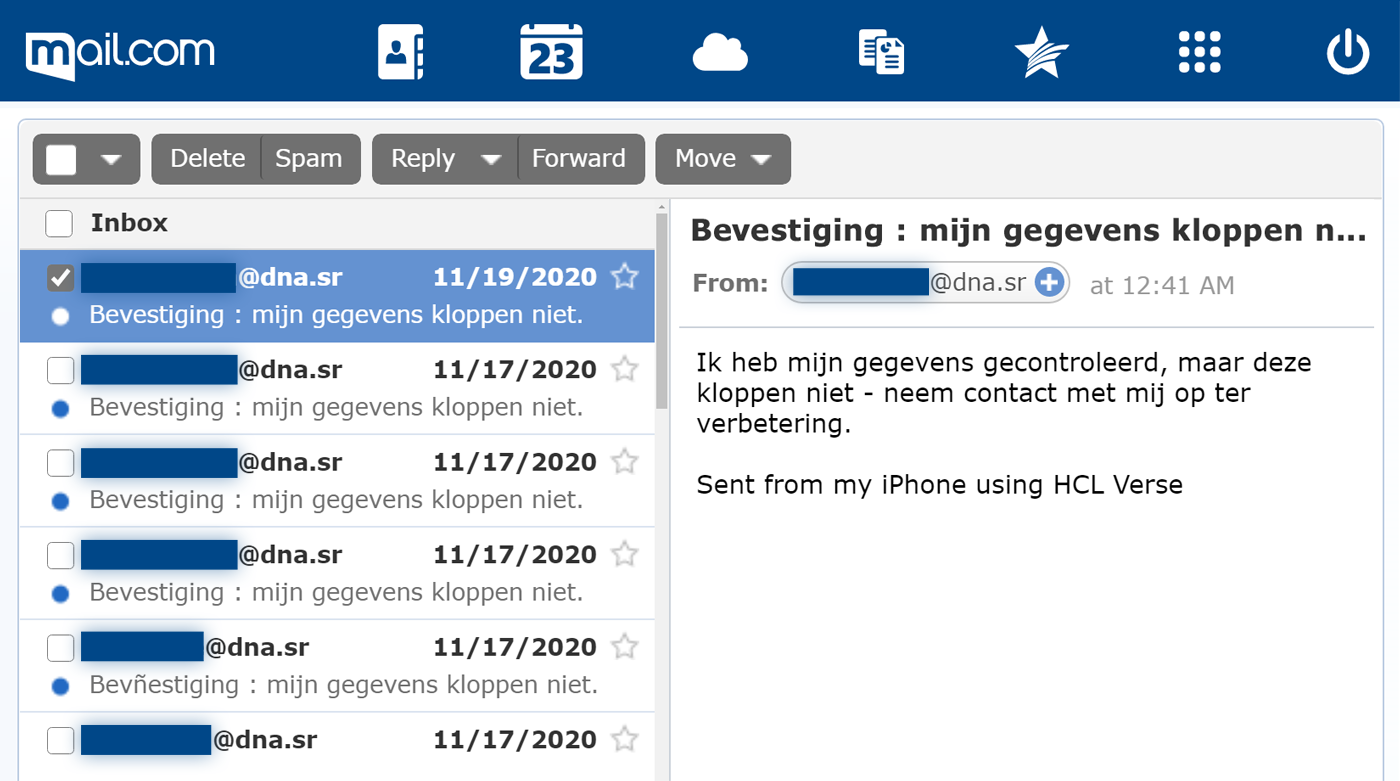 mail.com
23
Delete Spam Reply Forward Move
Inbox
@dna.sr 11/19/2020
Bevestiging : mijn gegevens kloppen niet.
@dna.sr 11/17/2020
Bevestiging : mijn gegevens kloppen niet.
@dna.sr 11/17/2020
Bevestiging : mijn gegevens kloppen niet.
@dna.sr 11/17/2020
Bevestiging : mijn gegevens kloppen niet.
@dna.sr 11/17/2020
Bevñestiging : mijn gegevens kloppen niet.
@dna.sr 11/17/2020
Bevestiging : mijn gegevens kloppen n...
From: @dna.sr at 12:41 AM
Ik heb mijn gegevens gecontroleerd, maar deze
kloppen niet - neem contact met mij op ter
verbetering.
Sent from my iPhone using HCL Verse